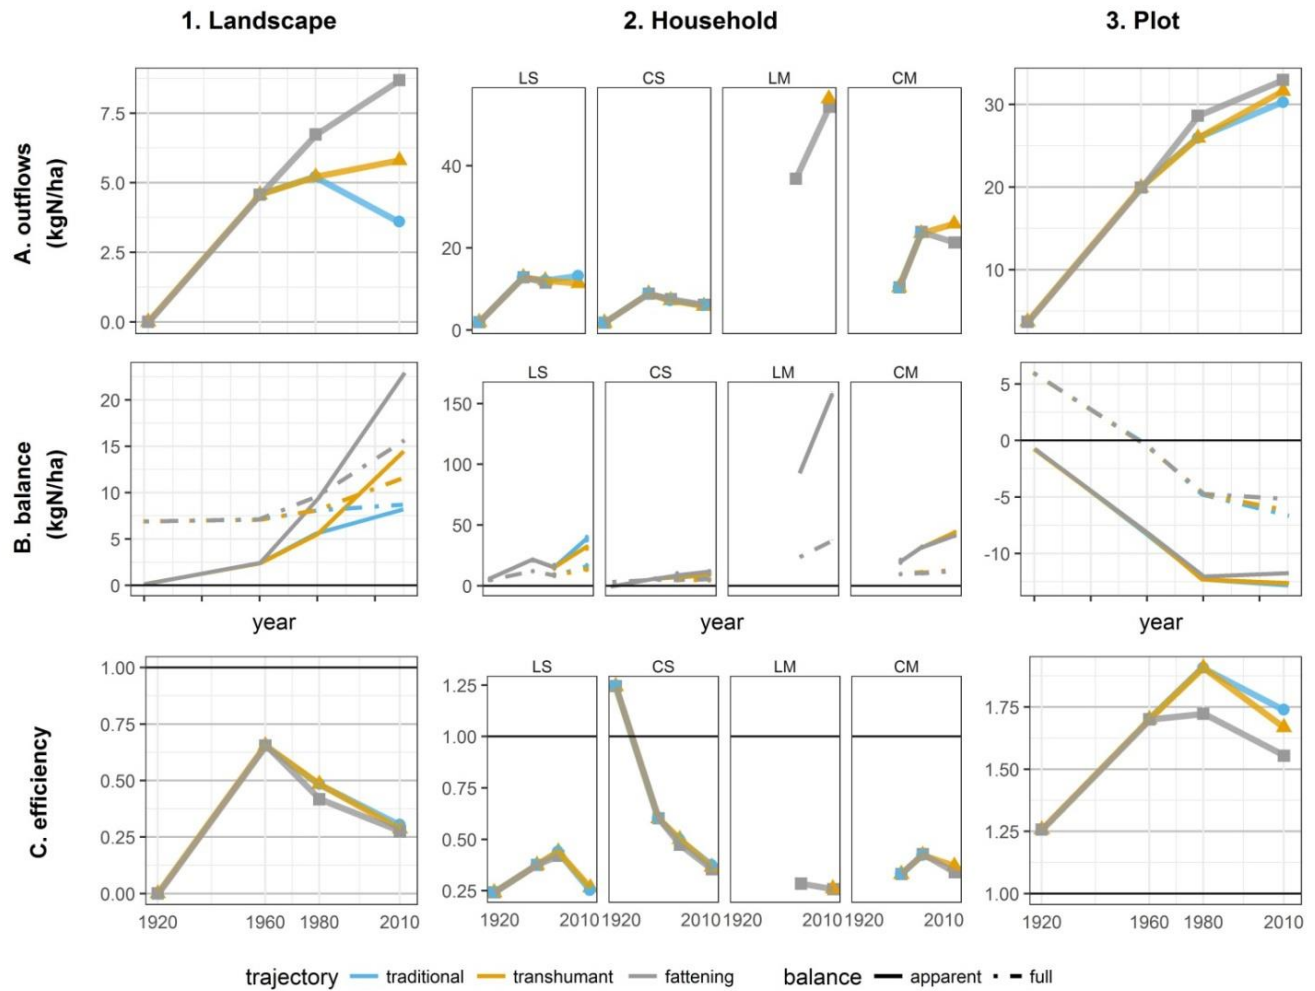 1. Landscape 2. Household 3. Plot
A. outflows
(kgN/ha)
7.5
5.0
2.5
0.0
LS CS LM CM
40
20
0
30
20
10
B. balance
(kgN/ha)
20
15
10
5
0
year
LS CS LM CM
150
100
50
0
year
5
0
-5
-10
year
C. efficiency
1.00
0.75
0.50
0.25
0.00
1920 1960 1980 2010
LS CS LM CM
1.25
1.00
0.75
0.50
0.25
1920 2010 1920 2010 1920 2010 1920 2010
1.75
1.50
1.25
1.00
1920 1960 1980 2010
trajectory traditional transhumant fattening balance apparent full